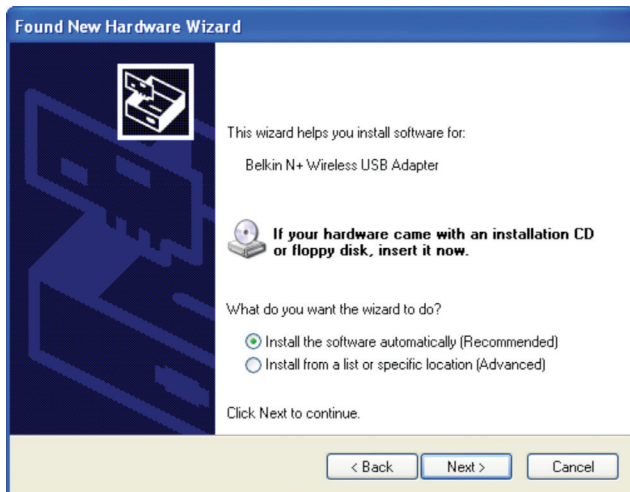 Found New Hardware Wizard
This wizard helps you install software for:
Belkin N+ Wireless USB Adapter
If your hardware came with an installation CD
or floppy disk, insert it now.
What do you want the wizard to do?
Install the software automatically (Recommended)
Install from a list or specific location (Advanced)
Click Next to continue.
< Back Next > Cancel